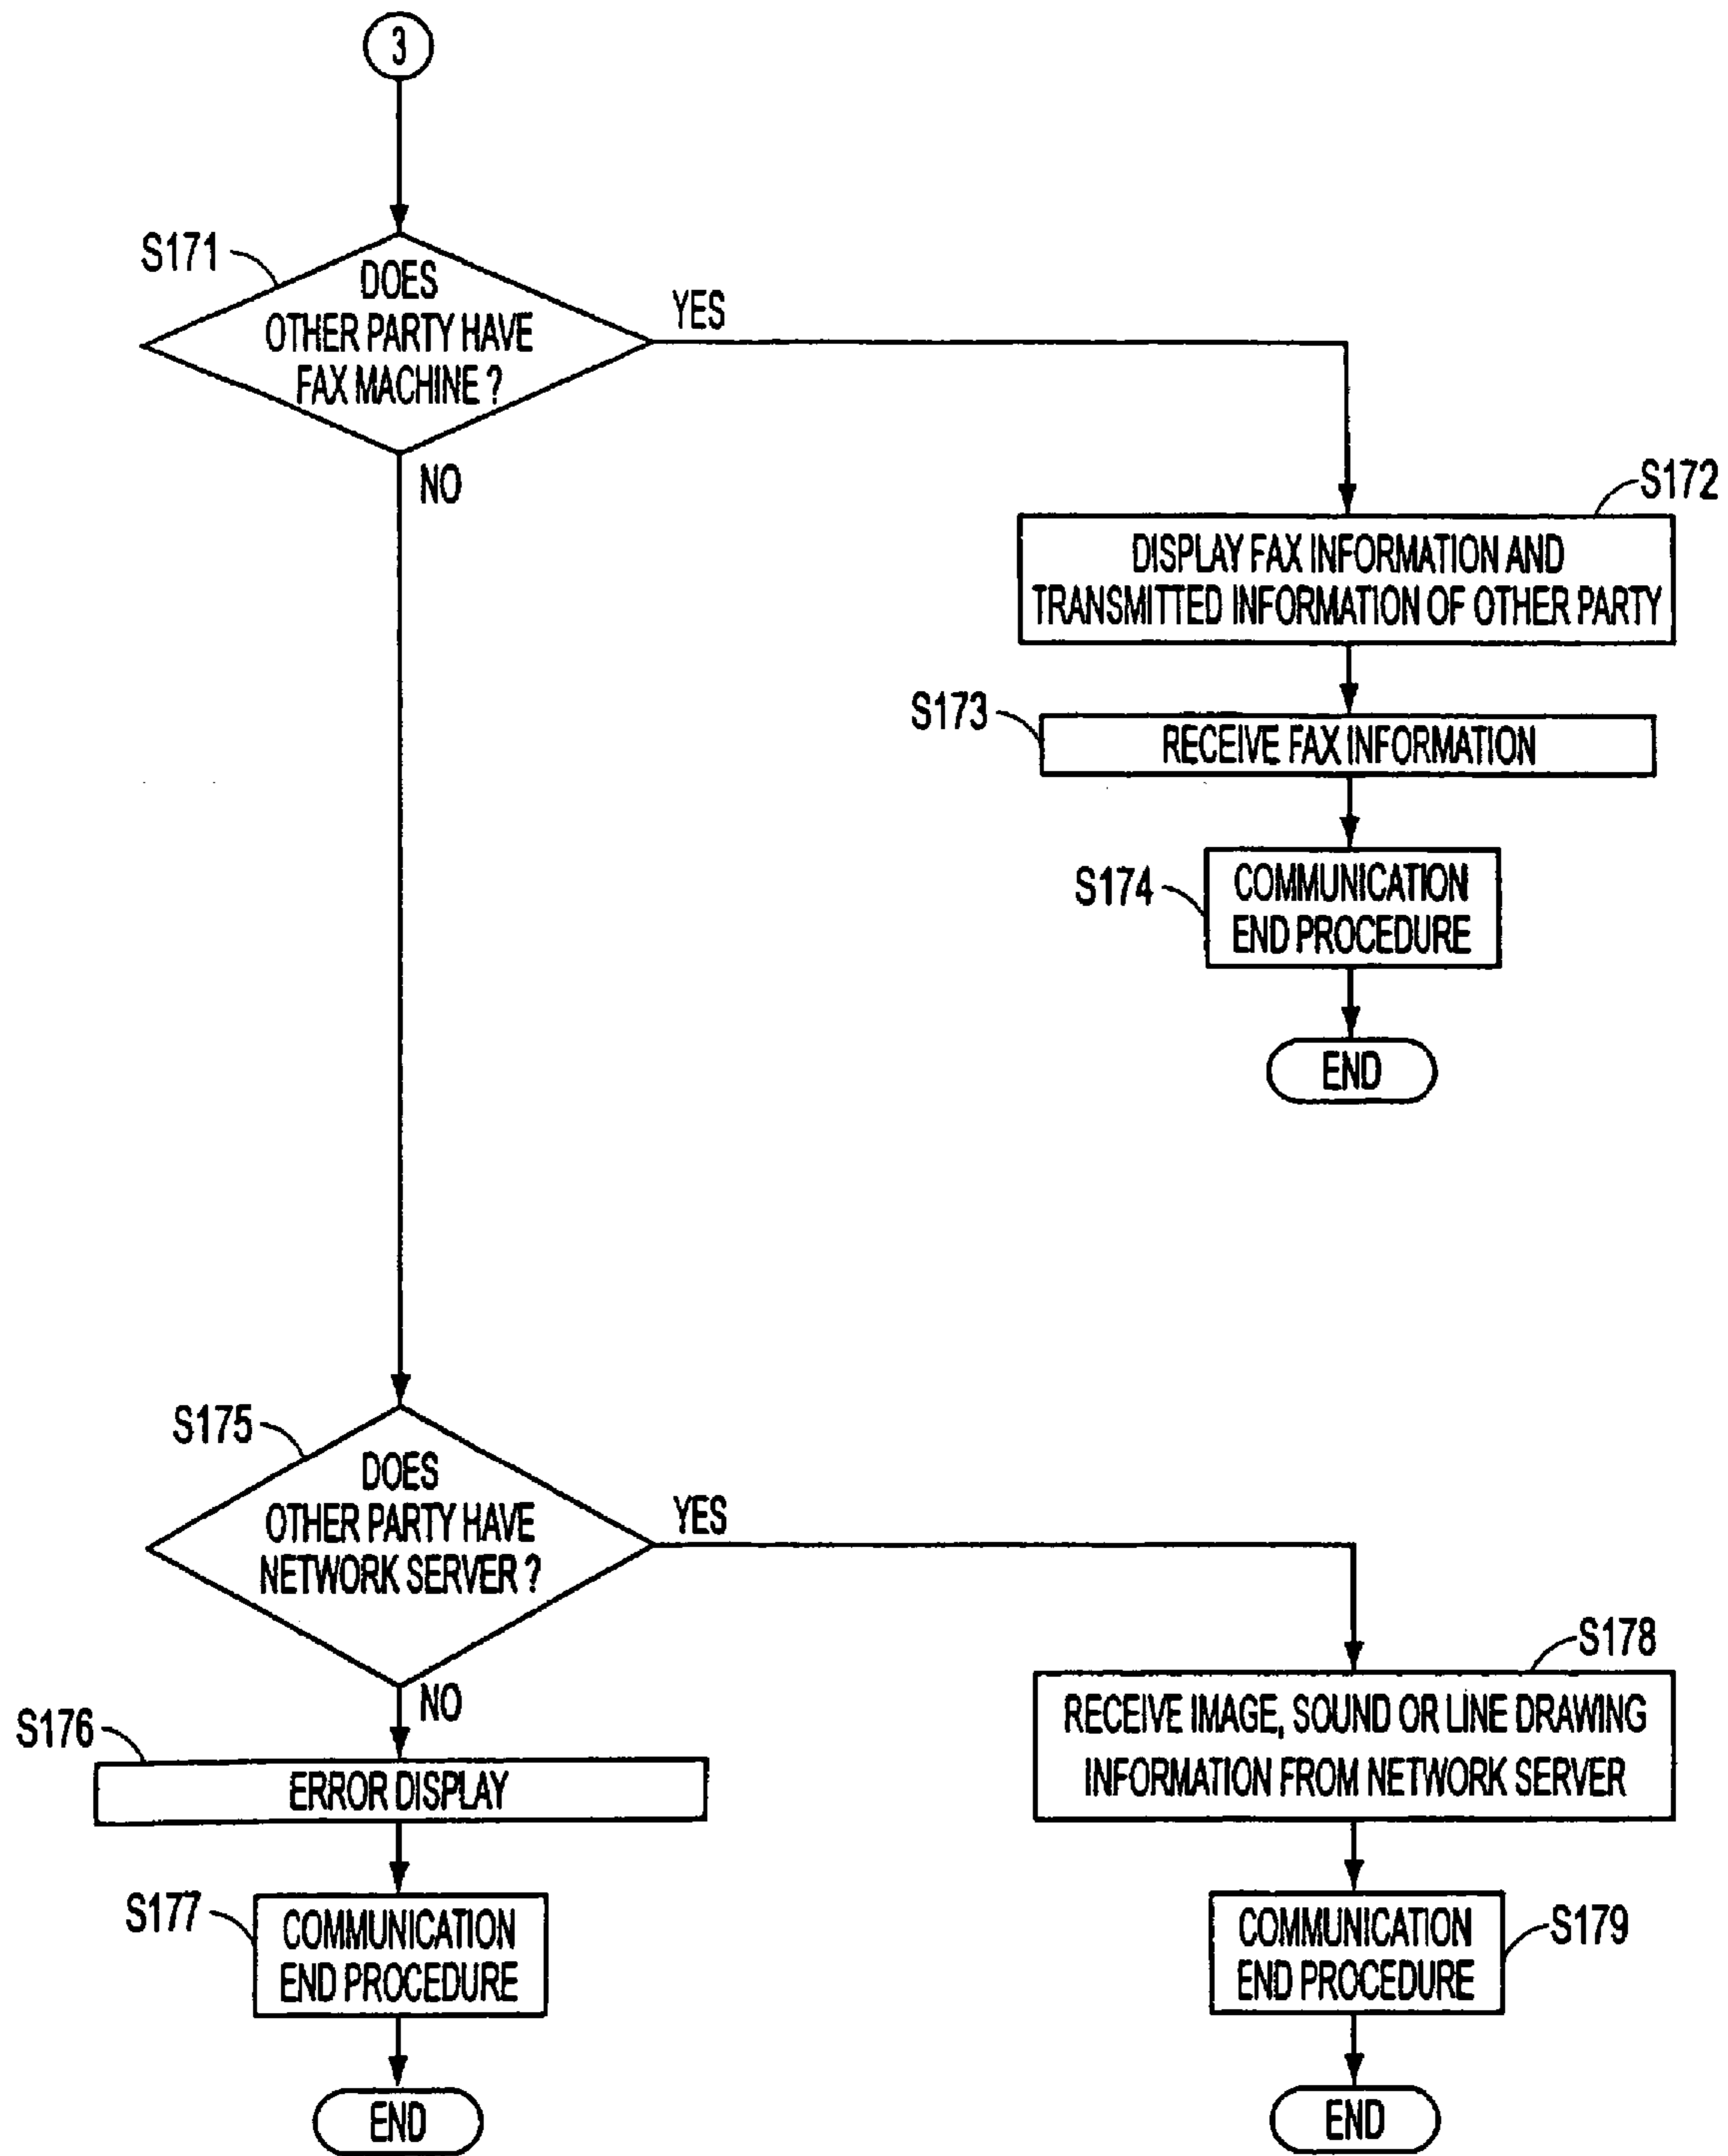 3
S171
DOES
OTHER PARTY HAVE
FAX MACHINE ?
YES
NO
S172
DISPLAY FAX INFORMATION AND
TRANSMITTED INFORMATION OF OTHER PARTY
S173
RECEIVE FAX INFORMATION
S174
COMMUNICATION
END PROCEDURE
END
S175
DOES
OTHER PARTY HAVE
NETWORK SERVER ?
YES
NO
S176
ERROR DISPLAY
S177
COMMUNICATION
END PROCEDURE
END
S178
RECEIVE IMAGE, SOUND OR LINE DRAWING
INFORMATION FROM NETWORK SERVER
S179
COMMUNICATION
END PROCEDURE
END